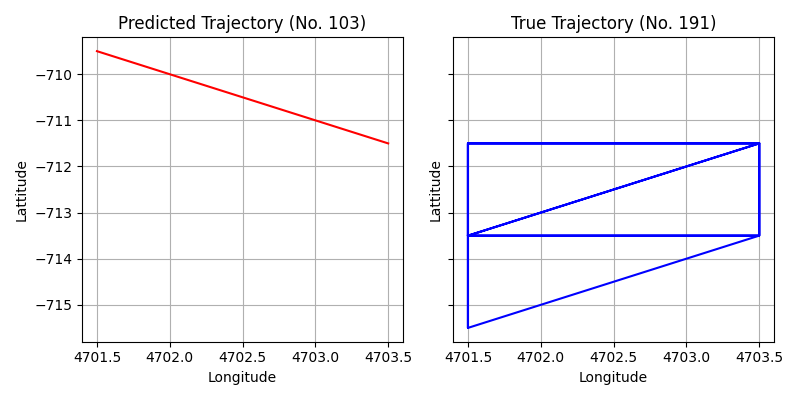 Predicted Trajectory (No. 103)
True Trajectory (No. 191)
Lattitude
−710
−711
−712
−713
−714
−715
4701.5
4702.0
4702.5
4703.0
4703.5
Longitude
Lattitude
4701.5
4702.0
4702.5
4703.0
4703.5
Longitude